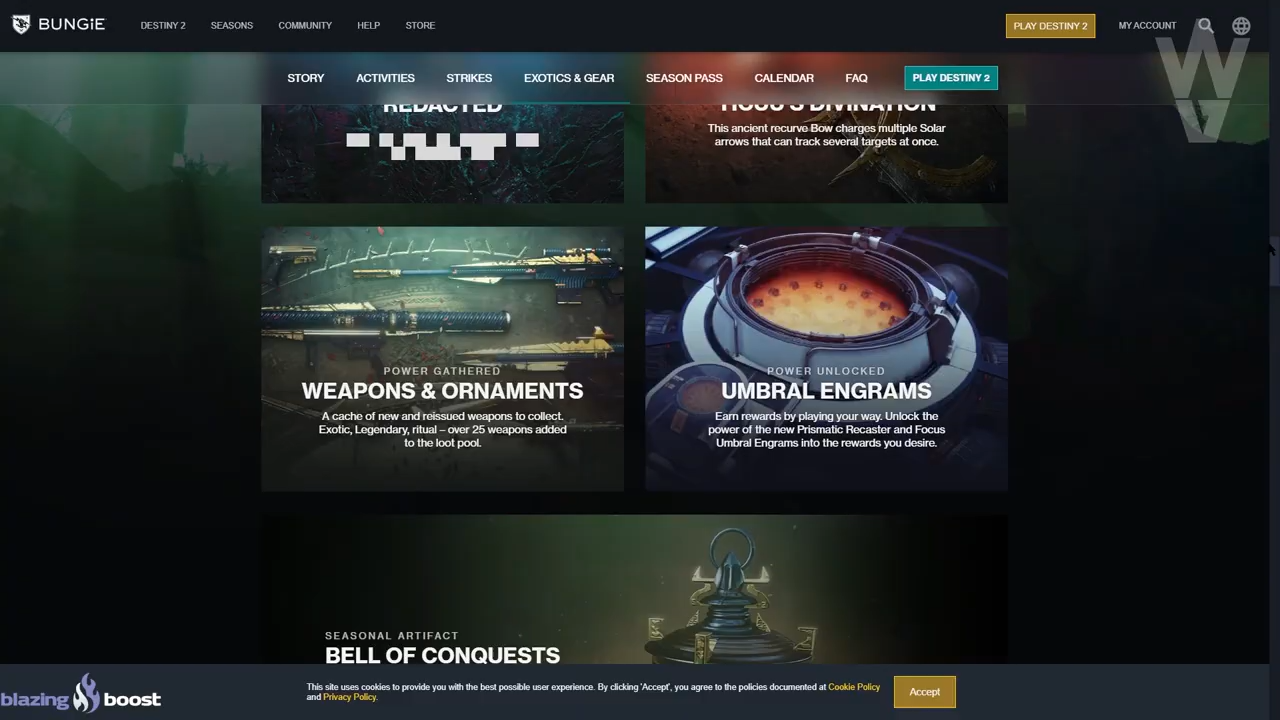 BUNGiE
DESTINY 2
SEASONS
COMMUNITY
HELP
STORE
PLAY DESTINY 2
MY ACCOUNT
STORY
ACTIVITIES
STRIKES
EXOTICS & GEAR
SEASON PASS
CALENDAR
FAQ
PLAY DESTINY 2
REDACTED
This ancient recurve Bow charges multiple Solar
arrows that can track several targets at once.
POWER GATHERED
WEAPONS & ORNAMENTS
A cache of new and reissued weapons to collect.
Exotic, Legendary, ritual – over 25 weapons added
to the loot pool.
POWER UNLOCKED
UMBRAL ENGRAMS
Earn rewards by playing your way. Unlock the
power of the new Prismatic Recaster and Focus
Umbral Engrams into the rewards you desire.
SEASONAL ARTIFACT
BELL OF CONQUESTS
This site uses cookies to provide you with the best possible user experience. By clicking 'Accept', you agree to the policies documented at Cookie Policy
and Privacy Policy.
Accept
blazing boost